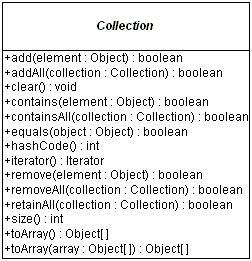 Collection
+add(element : Object) : boolean
+addAll(collection : Collection) : boolean
+clear() : void
+contains(element : Object) : boolean
+containsAll(collection : Collection) : boolean
+equals(object : Object) : boolean
+hashCode() : int
+iterator() : Iterator
+remove(element : Object) : boolean
+removeAll(collection : Collection) : boolean
+retainAll(collection : Collection) : boolean
+size() : int
+toArray() : Object[]
+toArray(array : Object[]) : Object[]